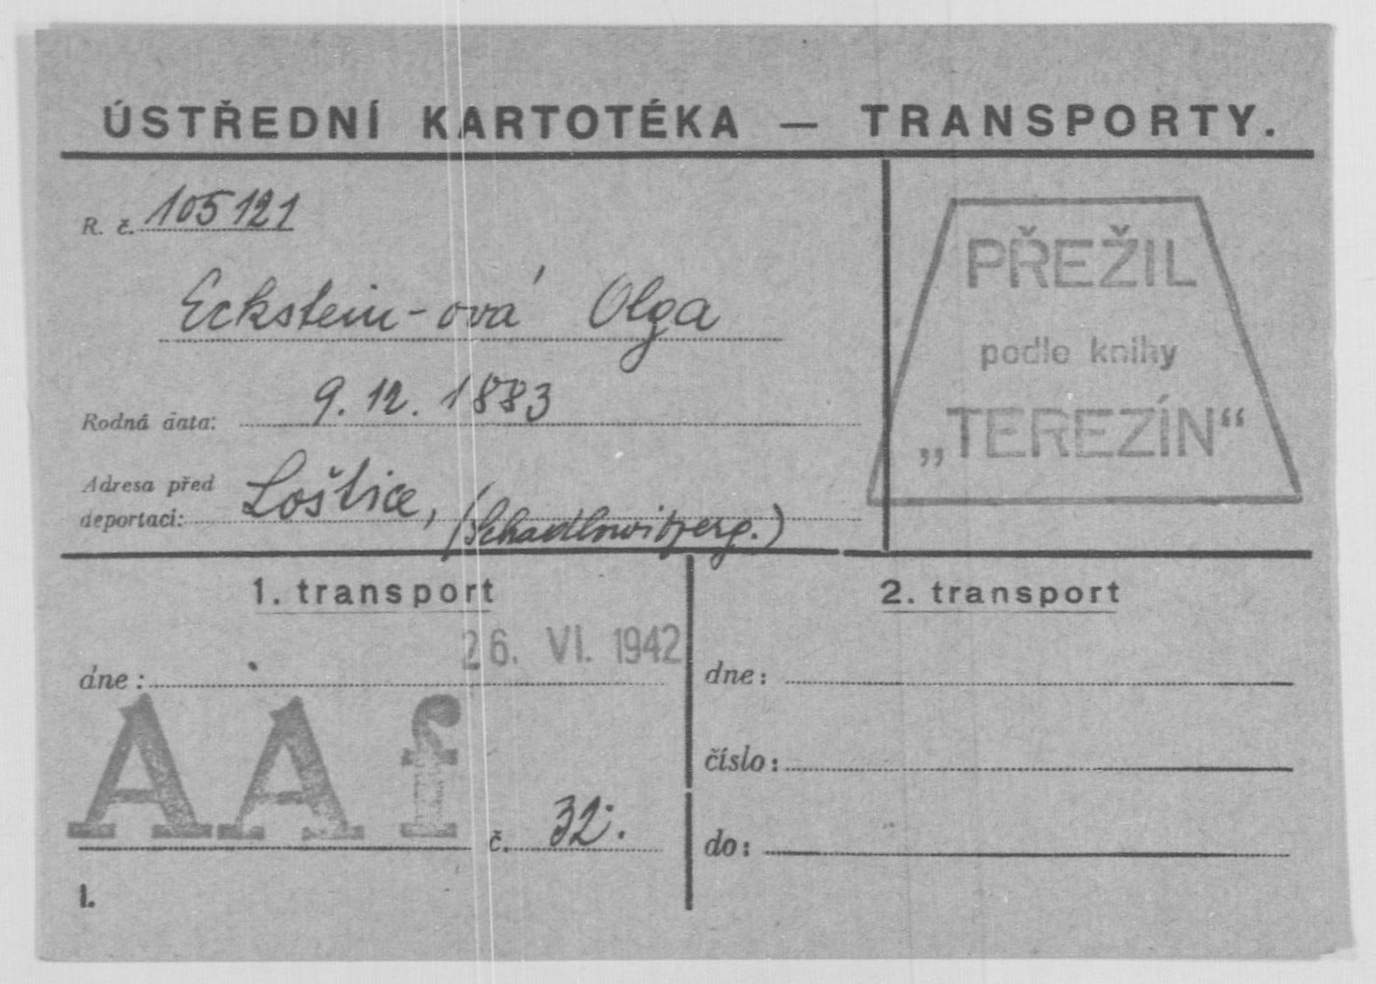 ÚSTŘEDNÍ KARTOTÉKA — TRANSPORTY.
R. č. 105121
Eckstein-ová Olga
Rodná data: 9. 12. 1883
Adresa před
deportací: Loštice,
PŘEŽIL
podle knihy
„TEREZÍN“
1. transport
26. VI. 1942
dne:
AAf
č. 32.
I.
2. transport
dne:
číslo:
do: